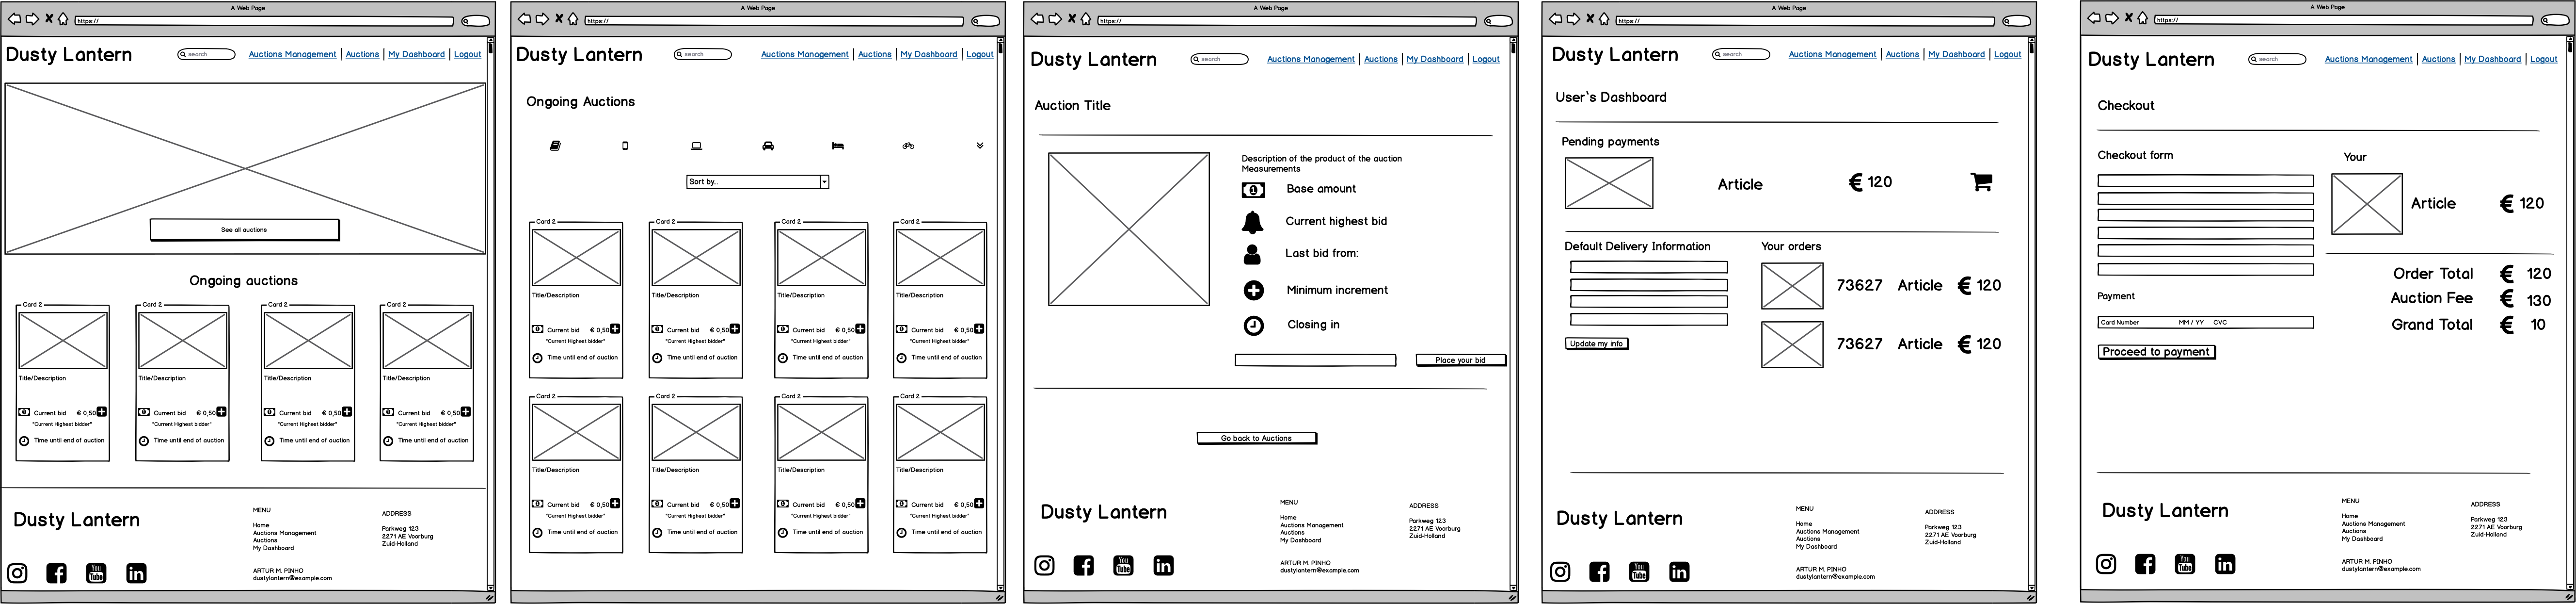 A Web Page
https://
Dusty Lantern
search
Auctions Management | Auctions | My Dashboard | Logout
See all auctions
Ongoing auctions
Card 2 Card 2 Card 2 Card 2
Title/Description Title/Description Title/Description Title/Description
Current bid € 0,50 Current bid € 0,50 Current bid € 0,50 Current bid € 0,50
"Current Highest bidder" "Current Highest bidder" "Current Highest bidder" "Current Highest bidder"
Time until end of auction Time until end of auction Time until end of auction Time until end of auction
Dusty Lantern
MENU
Home
Auctions Management
Auctions
My Dashboard
ADDRESS
Parkweg 123
2271 AE Voorburg
Zuid-Holland
ARTUR M. PINHO
dustylantern@example.com
A Web Page
https://
Dusty Lantern
search
Auctions Management | Auctions | My Dashboard | Logout
Ongoing Auctions
Sort by..
Card 2 Card 2 Card 2 Card 2
Title/Description Title/Description Title/Description Title/Description
Current bid € 0,50 Current bid € 0,50 Current bid € 0,50 Current bid € 0,50
"Current Highest bidder" "Current Highest bidder" "Current Highest bidder" "Current Highest bidder"
Time until end of auction Time until end of auction Time until end of auction Time until end of auction
Card 2 Card 2 Card 2 Card 2
Title/Description Title/Description Title/Description Title/Description
Current bid € 0,50 Current bid € 0,50 Current bid € 0,50 Current bid € 0,50
"Current Highest bidder" "Current Highest bidder" "Current Highest bidder" "Current Highest bidder"
Time until end of auction Time until end of auction Time until end of auction Time until end of auction
A Web Page
https://
Dusty Lantern
search
Auctions Management | Auctions | My Dashboard | Logout
Auction Title
Description of the product of the auction
Measurements
Base amount
Current highest bid
Last bid from:
Minimum increment
Closing in
Place your bid
Go back to Auctions
Dusty Lantern
MENU
Home
Auctions Management
Auctions
My Dashboard
ADDRESS
Parkweg 123
2271 AE Voorburg
Zuid-Holland
You
Tube
ARTUR M. PINHO
dustylantern@example.com
A Web Page
https://
Dusty Lantern
search
Auctions Management | Auctions | My Dashboard | Logout
User`s Dashboard
Pending payments
Article € 120
Default Delivery Information
Update my info
Your orders
73627 Article € 120
73627 Article € 120
Dusty Lantern
MENU
Home
Auctions Management
Auctions
My Dashboard
ADDRESS
Parkweg 123
2271 AE Voorburg
Zuid-Holland
You
Tube
ARTUR M. PINHO
dustylantern@example.com
A Web Page
https://
Dusty Lantern
search
Auctions Management | Auctions | My Dashboard | Logout
Checkout
Checkout form
Your
Article € 120
Order Total € 120
Auction Fee € 130
Grand Total € 10
Payment
Card Number MM / YY CVC
Proceed to payment
Dusty Lantern
MENU
Home
Auctions Management
Auctions
My Dashboard
ADDRESS
Parkweg 123
2271 AE Voorburg
Zuid-Holland
You
Tube
ARTUR M. PINHO
dustylantern@example.com